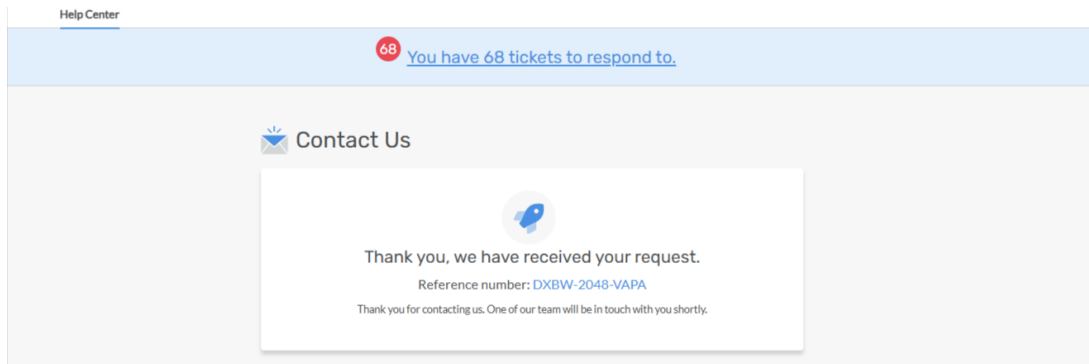 Help Center
68 You have 68 tickets to respond to.
Contact Us
Thank you, we have received your request.
Reference number: DXBW-2048-VAPA
Thank you for contacting us. One of our team will be in touch with you shortly.